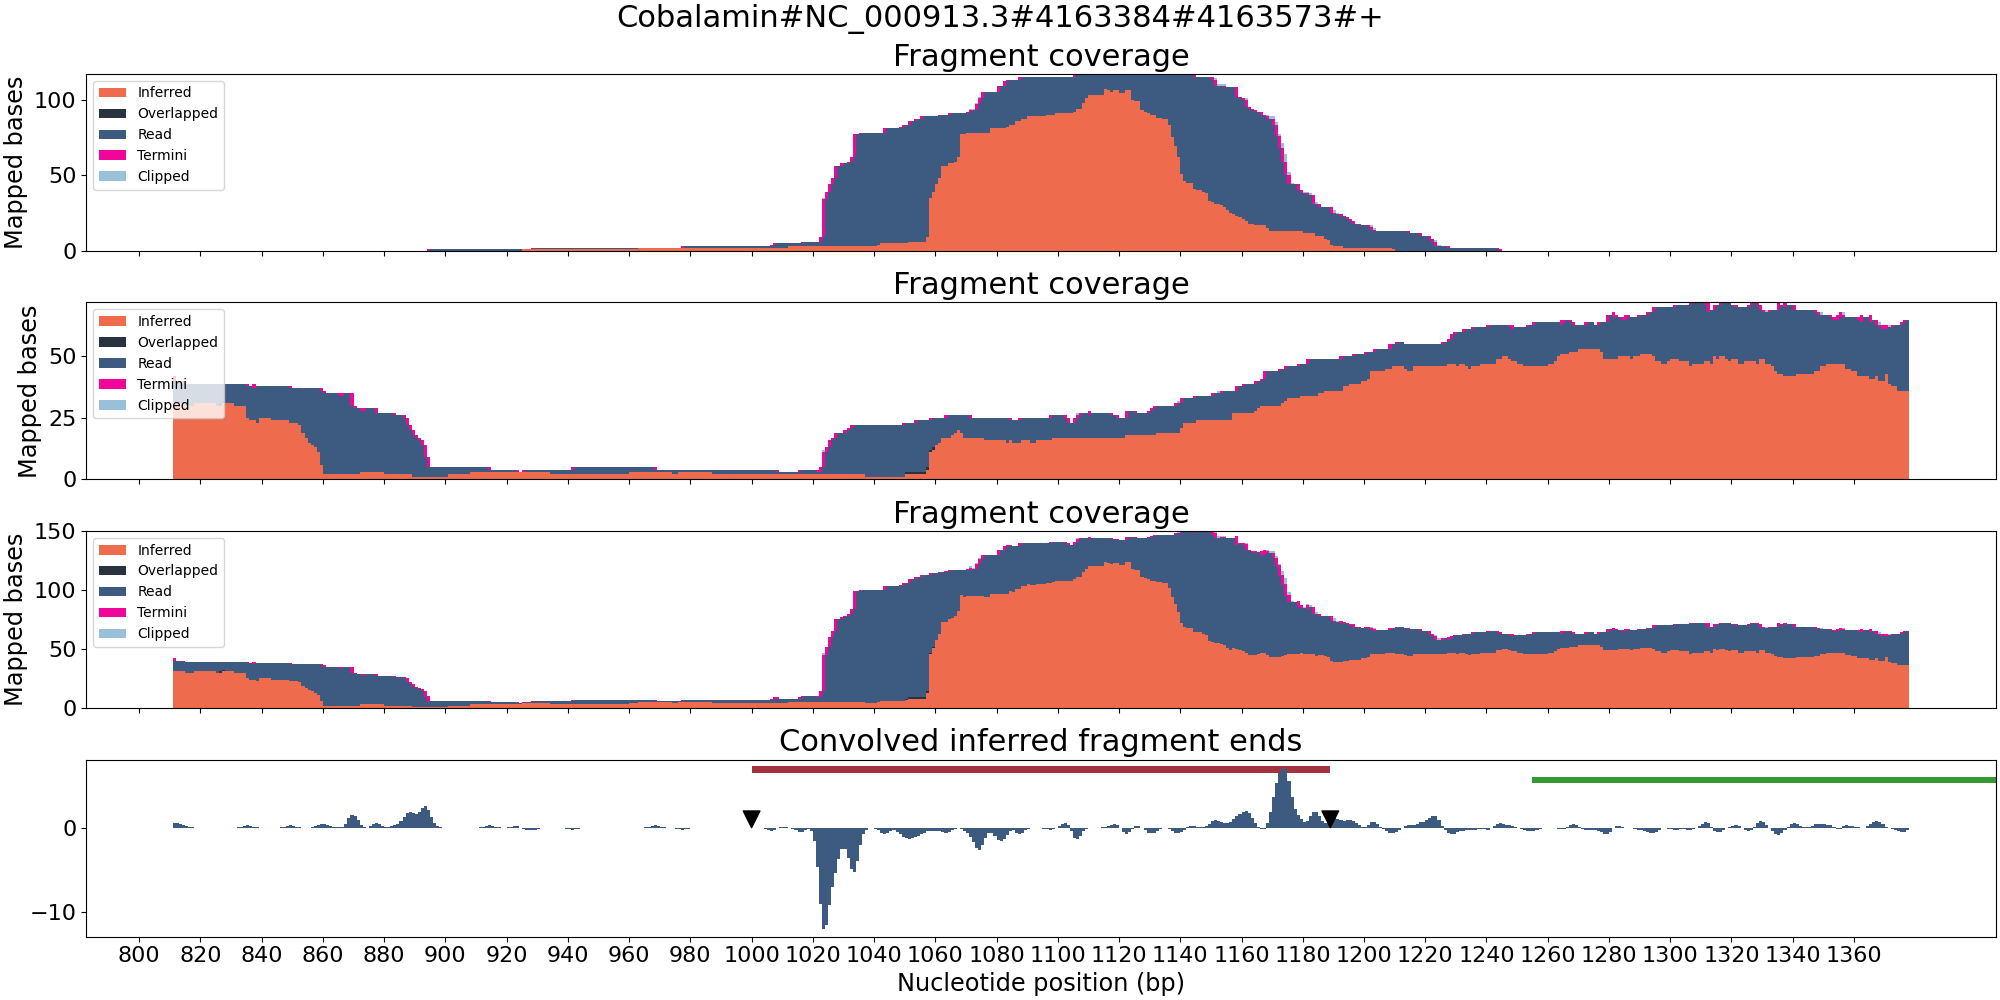 Cobalamin#NC_000913.3#4163384#4163573#+
Fragment coverage
Mapped bases
100
50
0
Inferred
Overlapped
Read
Termini
Clipped
Fragment coverage
Mapped bases
50
25
0
Inferred
Overlapped
Read
Termini
Clipped
Fragment coverage
Mapped bases
150
100
50
0
Inferred
Overlapped
Read
Termini
Clipped
Convolved inferred fragment ends
0
−10
800 820 840 860 880 900 920 940 960 980 1000 1020 1040 1060 1080 1100 1120 1140 1160 1180 1200 1220 1240 1260 1280 1300 1320 1340 1360
Nucleotide position (bp)